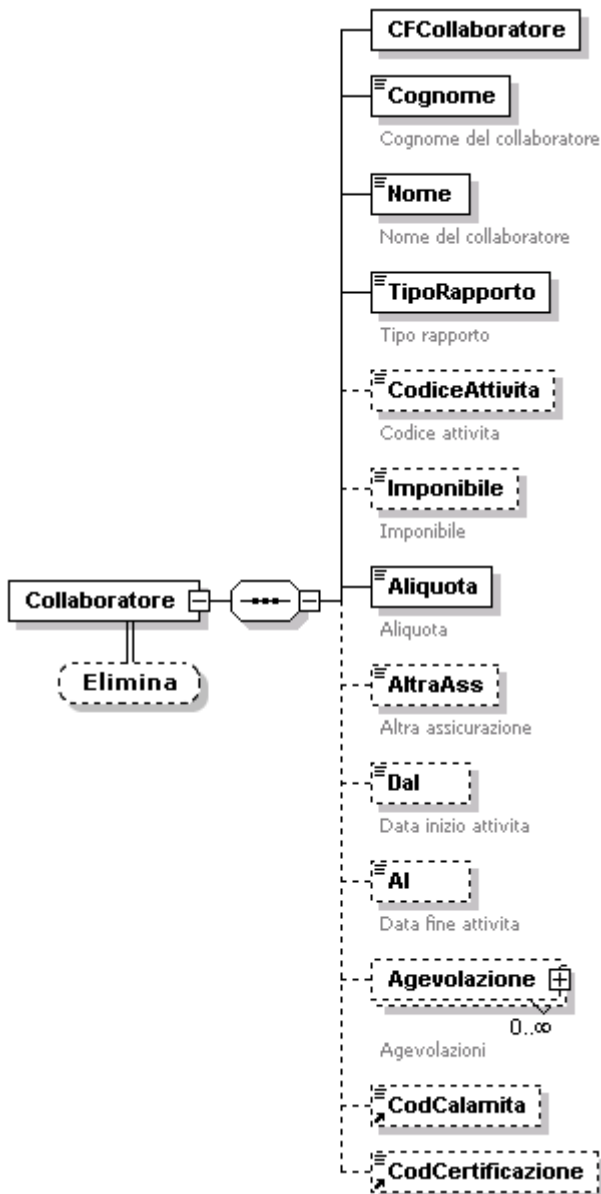 CFCollaboratore
Cognome
Cognome del collaboratore
Nome
Nome del collaboratore
TipoRapporto
Tipo rapporto
CodiceAttivita
Codice attivita
Imponibile
Imponibile
Collaboratore
Elimina
Aliquota
Aliquota
AltraAss
Altra assicurazione
Dal
Data inizio attivita
Al
Data fine attivita
Agevolazione
0..∞
Agevolazioni
CodCalamita
CodCertificazione